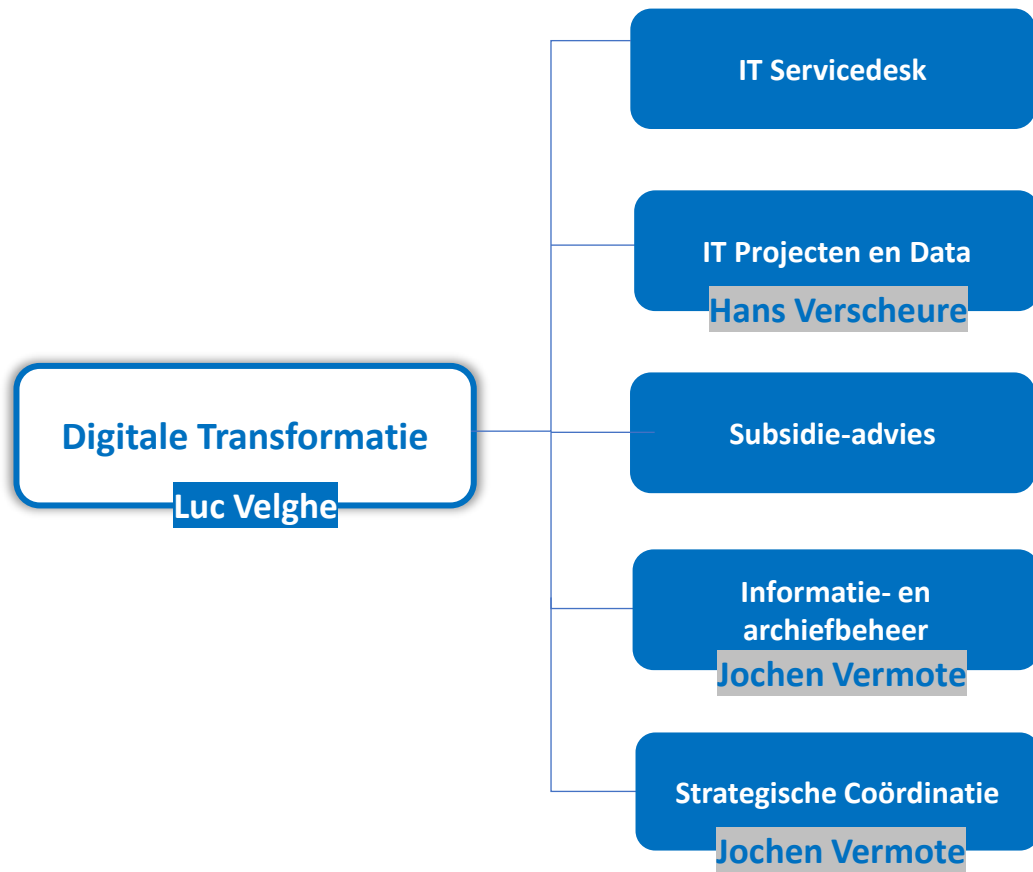 IT Servicedesk
IT Projecten en Data
Hans Verscheure
Digitale Transformatie
Luc Velghe
Subsidie-advies
Informatie- en
archiefbeheer
Jochen Vermote
Strategische Coördinatie
Jochen Vermote